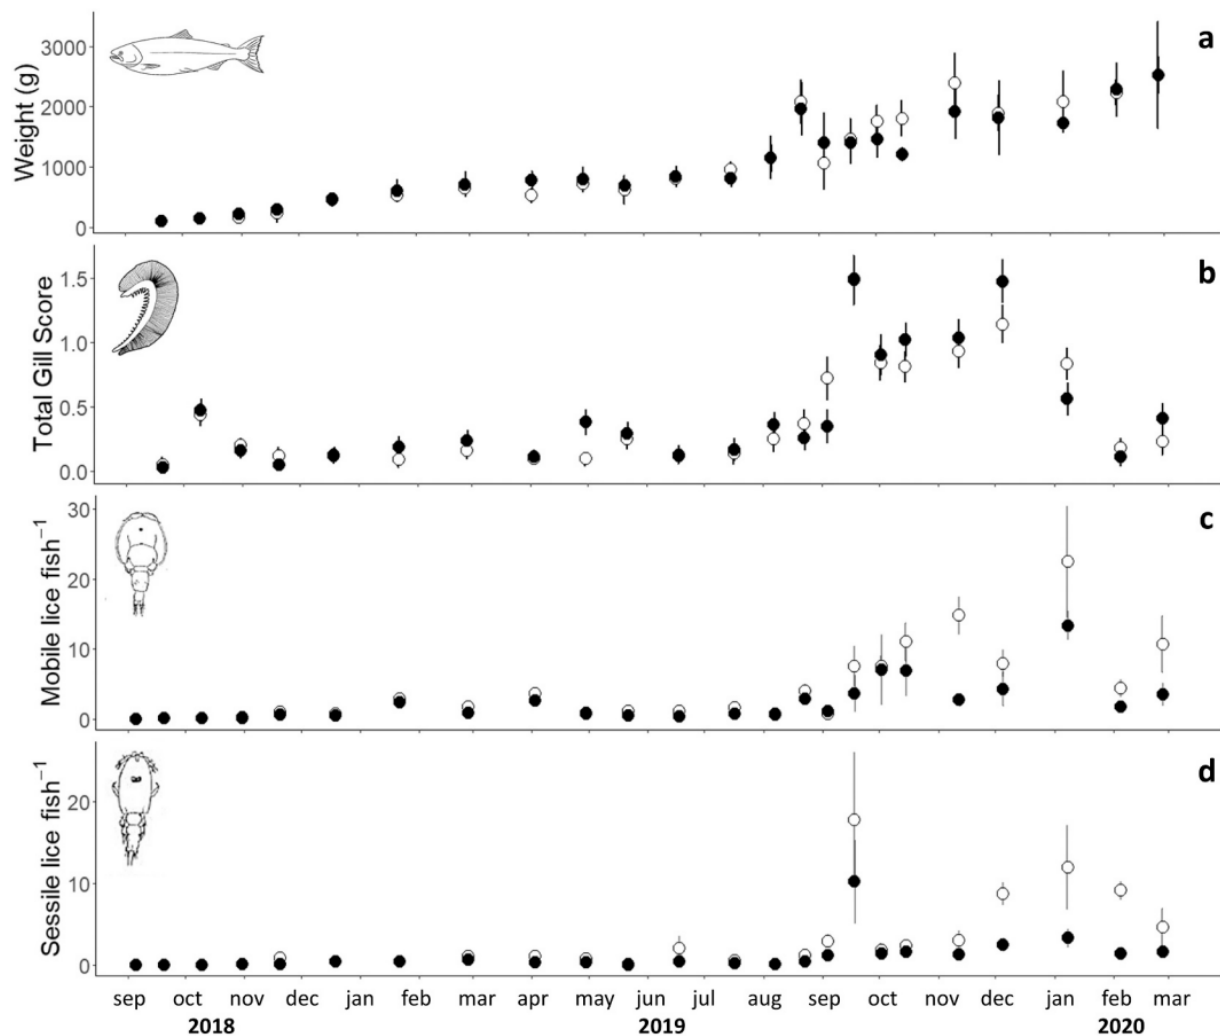 a
Weight (g)
3000
2000
1000
0
b
Total Gill Score
1.5
1.0
0.5
0.0
c
Mobile lice fish⁻¹
30
20
10
0
d
Sessile lice fish⁻¹
20
10
0
sep oct nov dec jan feb mar apr may jun jul aug sep oct nov dec jan feb mar
2018 2019 2020